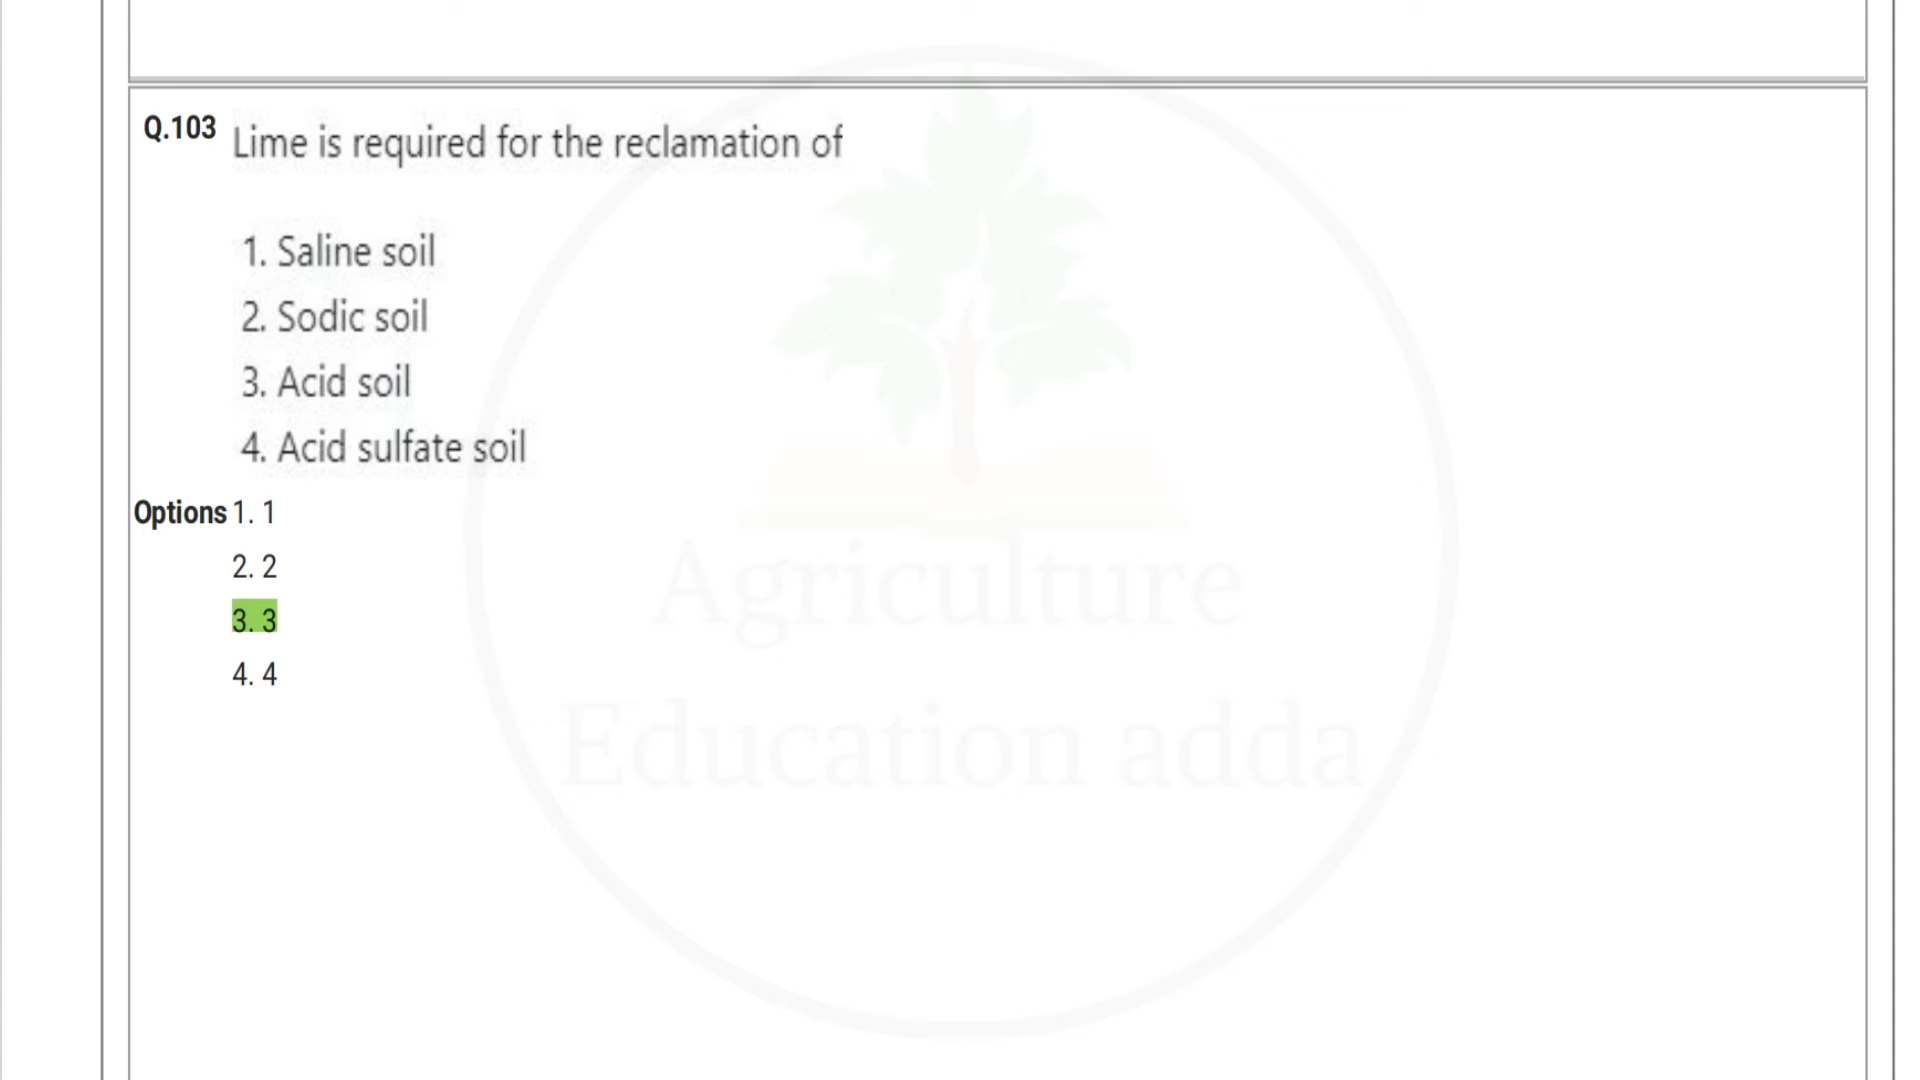 Q.103 Lime is required for the reclamation of
1. Saline soil
2. Sodic soil
3. Acid soil
4. Acid sulfate soil
Options 1. 1
2. 2
3. 3
4. 4
Agriculture
Education adda